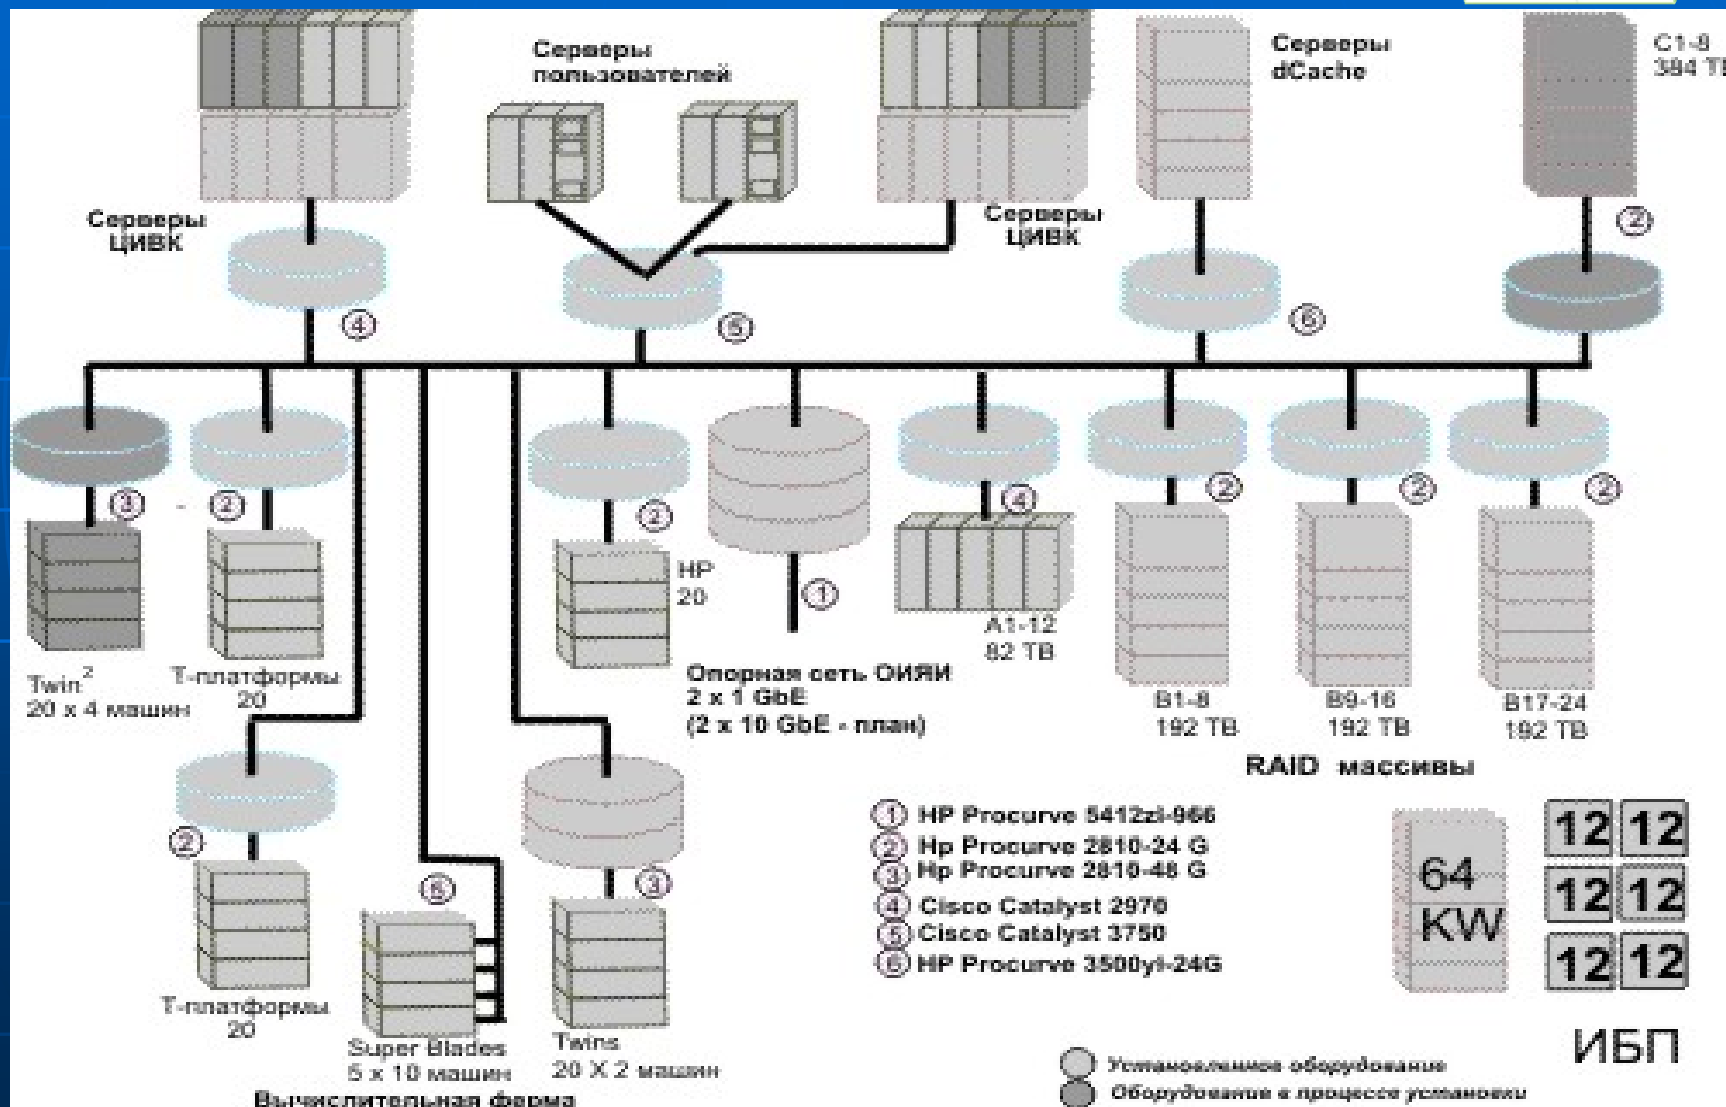 Серверы
пользователей
Серверы
dCache
C1-8
384 ТБ
Серверы
ЦИВК
Серверы
ЦИВК
2
4
5
6
3
-
2
2
1
4
2
2
2
HP
20
A1-12
82 TB
Twin2
20 x 4 машин
Т-платформы
20
Опорная сеть ОИЯИ
2 x 1 GbE
(2 x 10 GbE - план)
B1-8
192 TB
B9-16
192 TB
B17-24
192 TB
RAID массивы
2
5
3
1 HP Procurve 5412zl-966
2 Hp Procurve 2810-24 G
3 Hp Procurve 2810-48 G
4 Cisco Catalyst 2970
5 Cisco Catalyst 3750
6 HP Procurve 3500yl-24G
64
KW
12 12
12 12
12 12
ИБП
Т-платформы
20
Super Blades
5 x 10 машин
Twins
20 X 2 машин
Вычислительная ферма
Установленное оборудование
Оборудование в процессе установки